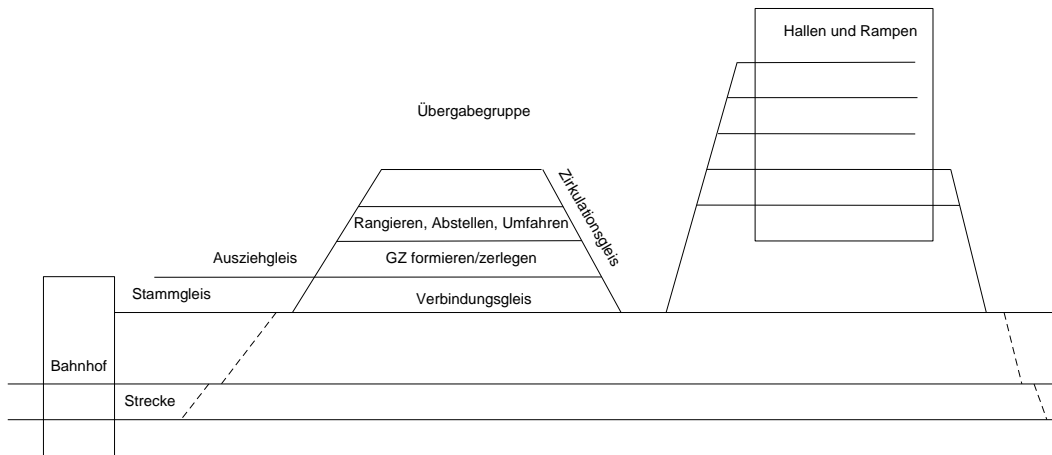 Hallen und Rampen
Übergabegruppe
Zirkulationsgleis
Rangieren, Abstellen, Umfahren
Ausziehgleis
GZ formieren/zerlegen
Stammgleis
Verbindungsgleis
Bahnhof
Strecke